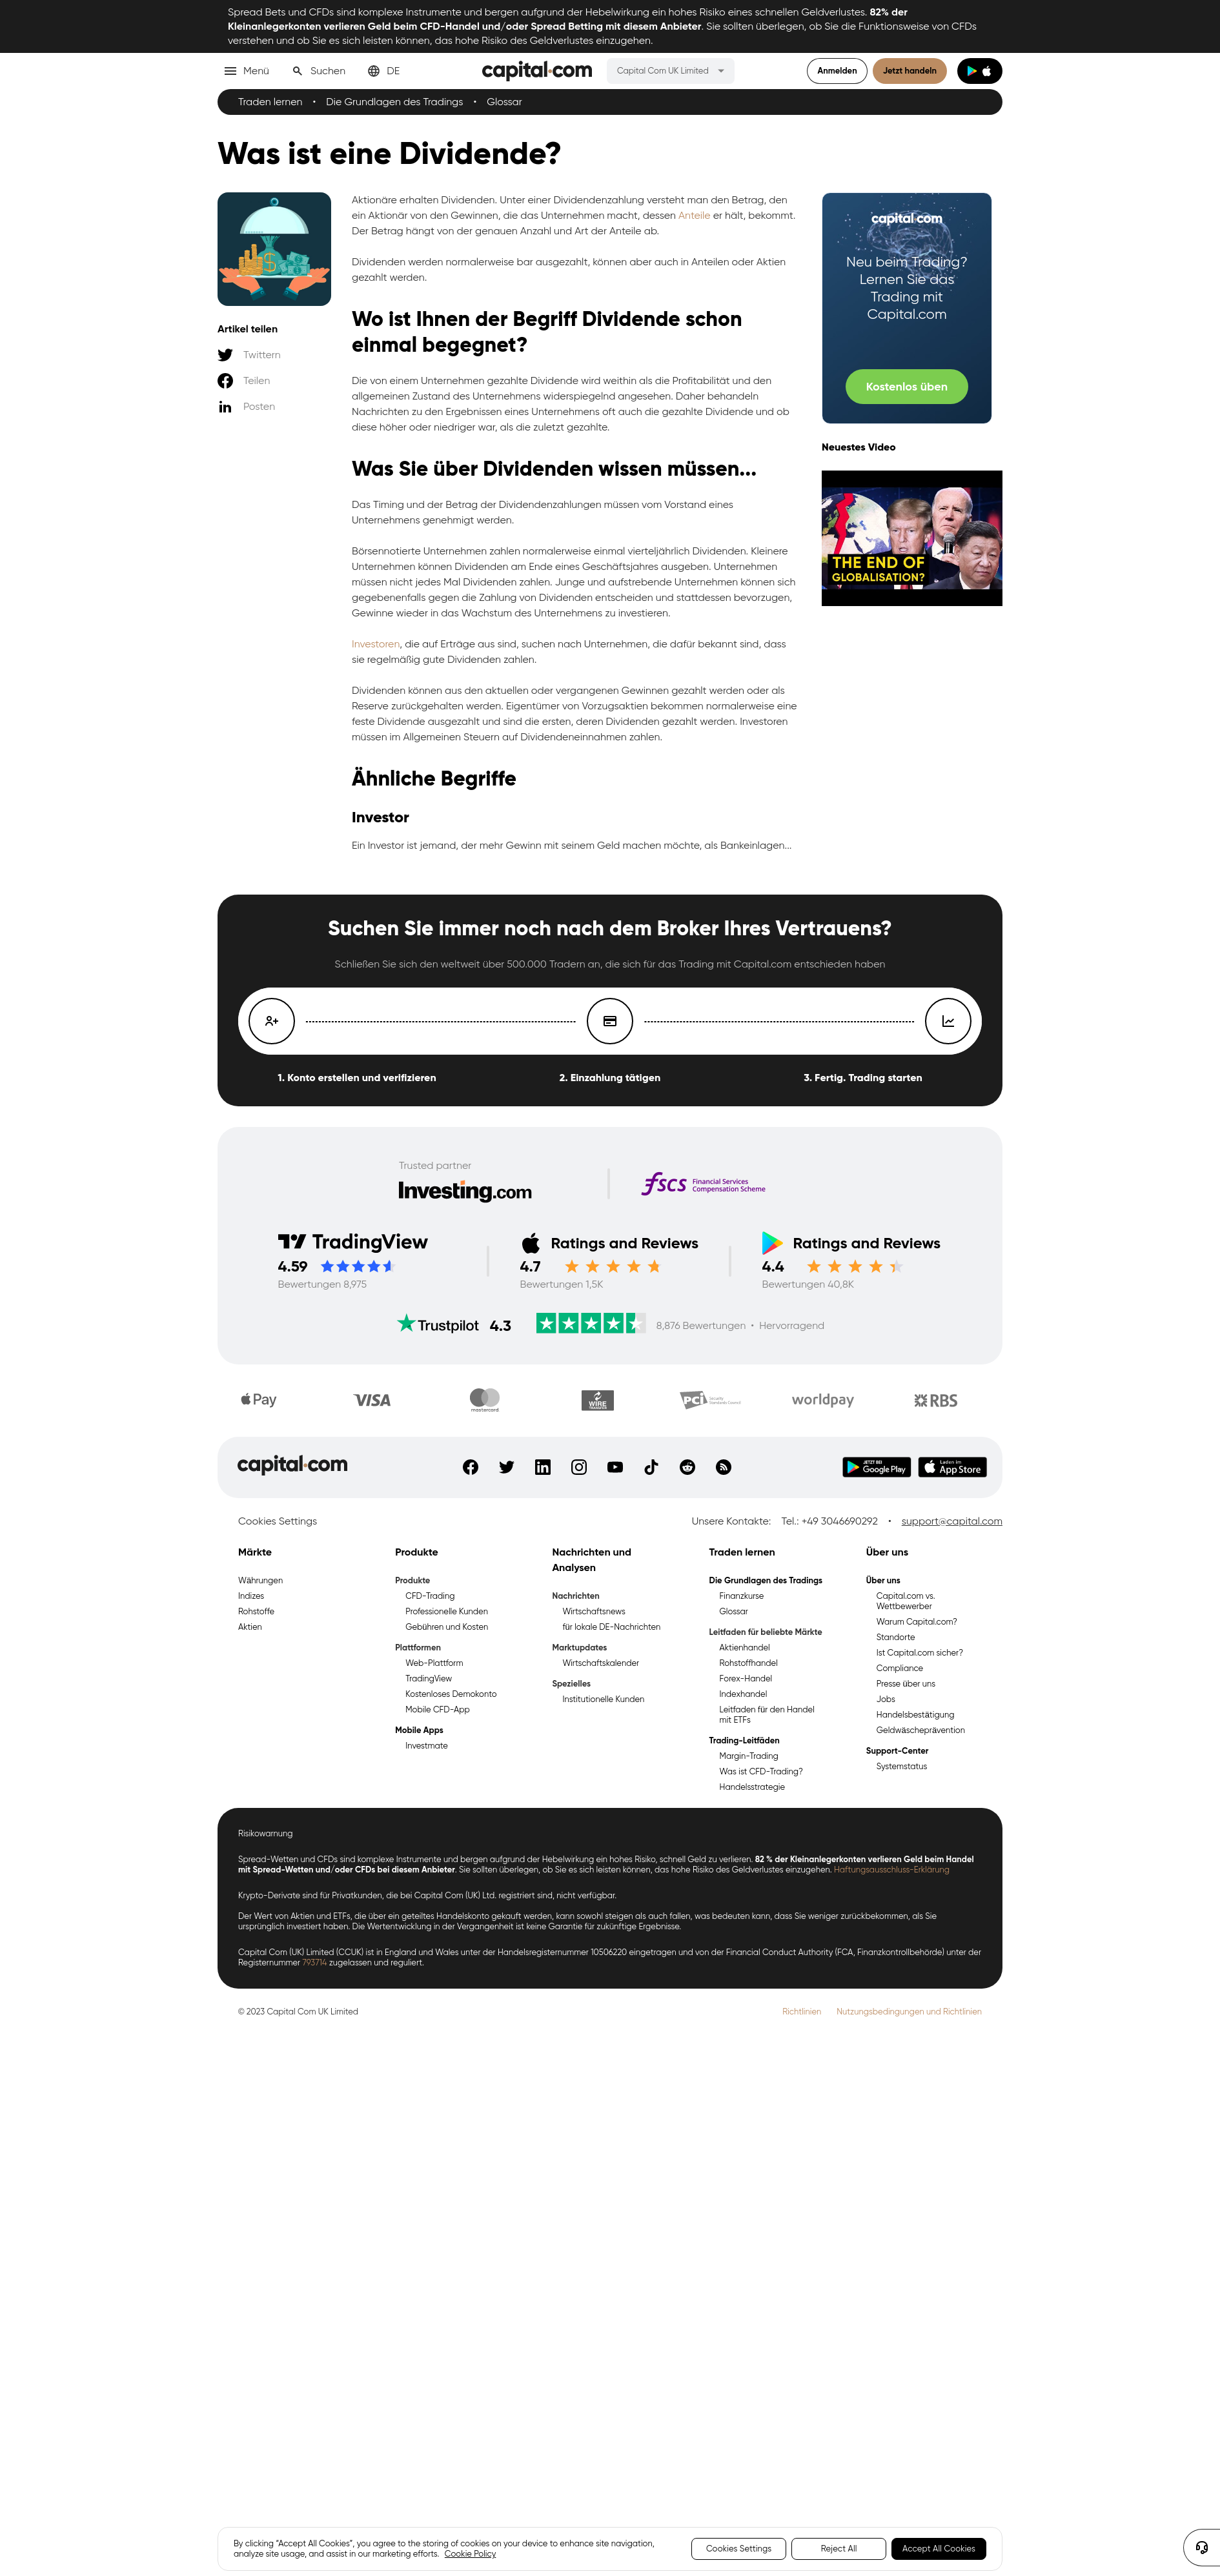 Spread Bets und CFDs sind komplexe Instrumente und bergen aufgrund der Hebelwirkung ein hohes Risiko eines schnellen Geldverlustes. 82% der
Kleinanlegerkonten verlieren Geld beim CFD-Handel und/oder Spread Betting mit diesem Anbieter. Sie sollten überlegen, ob Sie die Funktionsweise von CFDs
verstehen und ob Sie es sich leisten können, das hohe Risiko des Geldverlustes einzugehen.
Menü Suchen DE capital.com Capital Com UK Limited Anmelden Jetzt handeln
Traden lernen • Die Grundlagen des Tradings • Glossar
Was ist eine Dividende?
Artikel teilen
Twittern
Teilen
Posten
Aktionäre erhalten Dividenden. Unter einer Dividendenzahlung versteht man den Betrag, den
ein Aktionär von den Gewinnen, die das Unternehmen macht, dessen Anteile er hält, bekommt.
Der Betrag hängt von der genauen Anzahl und Art der Anteile ab.
Dividenden werden normalerweise bar ausgezahlt, können aber auch in Anteilen oder Aktien
gezahlt werden.
Wo ist Ihnen der Begriff Dividende schon
einmal begegnet?
Die von einem Unternehmen gezahlte Dividende wird weithin als die Profitabilität und den
allgemeinen Zustand des Unternehmens widerspiegelnd angesehen. Daher behandeln
Nachrichten zu den Ergebnissen eines Unternehmens oft auch die gezahlte Dividende und ob
diese höher oder niedriger war, als die zuletzt gezahlte.
Was Sie über Dividenden wissen müssen...
Das Timing und der Betrag der Dividendenzahlungen müssen vom Vorstand eines
Unternehmens genehmigt werden.
Börsennotierte Unternehmen zahlen normalerweise einmal vierteljährlich Dividenden. Kleinere
Unternehmen können Dividenden am Ende eines Geschäftsjahres ausgeben. Unternehmen
müssen nicht jedes Mal Dividenden zahlen. Junge und aufstrebende Unternehmen können sich
gegebenenfalls gegen die Zahlung von Dividenden entscheiden und stattdessen bevorzugen,
Gewinne wieder in das Wachstum des Unternehmens zu investieren.
Investoren, die auf Erträge aus sind, suchen nach Unternehmen, die dafür bekannt sind, dass
sie regelmäßig gute Dividenden zahlen.
Dividenden können aus den aktuellen oder vergangenen Gewinnen gezahlt werden oder als
Reserve zurückgehalten werden. Eigentümer von Vorzugsaktien bekommen normalerweise eine
feste Dividende ausgezahlt und sind die ersten, deren Dividenden gezahlt werden. Investoren
müssen im Allgemeinen Steuern auf Dividendeneinnahmen zahlen.
Ähnliche Begriffe
Investor
Ein Investor ist jemand, der mehr Gewinn mit seinem Geld machen möchte, als Bankeinlagen...
capital.com
Neu beim Trading?
Lernen Sie das
Trading mit
Capital.com
Kostenlos üben
Neuestes Video
THE END OF
GLOBALISATION?
Suchen Sie immer noch nach dem Broker Ihres Vertrauens?
Schließen Sie sich den weltweit über 500.000 Tradern an, die sich für das Trading mit Capital.com entschieden haben
1. Konto erstellen und verifizieren 2. Einzahlung tätigen 3. Fertig. Trading starten
Trusted partner
Investing.com fscs Financial Services
Compensation Scheme
TradingView Ratings and Reviews Ratings and Reviews
4.59 4.7 4.4
Bewertungen 8,975 Bewertungen 1,5K Bewertungen 40,8K
Trustpilot 4.3 8,876 Bewertungen • Hervorragend
Pay VISA mastercard WIRE TRANSFER PCI Security Standards Council worldpay RBS
capital.com JETZT BEI Google Play Laden im App Store
Cookies Settings Unsere Kontakte: Tel.: +49 3046690292 • support@capital.com
Märkte
Währungen
Indizes
Rohstoffe
Aktien
Produkte
Produkte
CFD-Trading
Professionelle Kunden
Gebühren und Kosten
Plattformen
Web-Plattform
TradingView
Kostenloses Demokonto
Mobile CFD-App
Mobile Apps
Investmate
Nachrichten und
Analysen
Nachrichten
Wirtschaftsnews
für lokale DE-Nachrichten
Marktupdates
Wirtschaftskalender
Spezielles
Institutionelle Kunden
Traden lernen
Die Grundlagen des Tradings
Finanzkurse
Glossar
Leitfaden für beliebte Märkte
Aktienhandel
Rohstoffhandel
Forex-Handel
Indexhandel
Leitfaden für den Handel
mit ETFs
Trading-Leitfäden
Margin-Trading
Was ist CFD-Trading?
Handelsstrategie
Über uns
Über uns
Capital.com vs.
Wettbewerber
Warum Capital.com?
Standorte
Ist Capital.com sicher?
Compliance
Presse über uns
Jobs
Handelsbestätigung
Geldwäscheprävention
Support-Center
Systemstatus
Risikowarnung
Spread-Wetten und CFDs sind komplexe Instrumente und bergen aufgrund der Hebelwirkung ein hohes Risiko, schnell Geld zu verlieren. 82 % der Kleinanlegerkonten verlieren Geld beim Handel
mit Spread-Wetten und/oder CFDs bei diesem Anbieter. Sie sollten überlegen, ob Sie es sich leisten können, das hohe Risiko des Geldverlustes einzugehen. Haftungsausschluss-Erklärung
Krypto-Derivate sind für Privatkunden, die bei Capital Com (UK) Ltd. registriert sind, nicht verfügbar.
Der Wert von Aktien und ETFs, die über ein geteiltes Handelskonto gekauft werden, kann sowohl steigen als auch fallen, was bedeuten kann, dass Sie weniger zurückbekommen, als Sie
ursprünglich investiert haben. Die Wertentwicklung in der Vergangenheit ist keine Garantie für zukünftige Ergebnisse.
Capital Com (UK) Limited (CCUK) ist in England und Wales unter der Handelsregisternummer 10506220 eingetragen und von der Financial Conduct Authority (FCA, Finanzkontrollbehörde) unter der
Registernummer 793714 zugelassen und reguliert.
© 2023 Capital Com UK Limited Richtlinien Nutzungsbedingungen und Richtlinien
By clicking "Accept All Cookies", you agree to the storing of cookies on your device to enhance site navigation,
analyze site usage, and assist in our marketing efforts. Cookie Policy
Cookies Settings Reject All Accept All Cookies